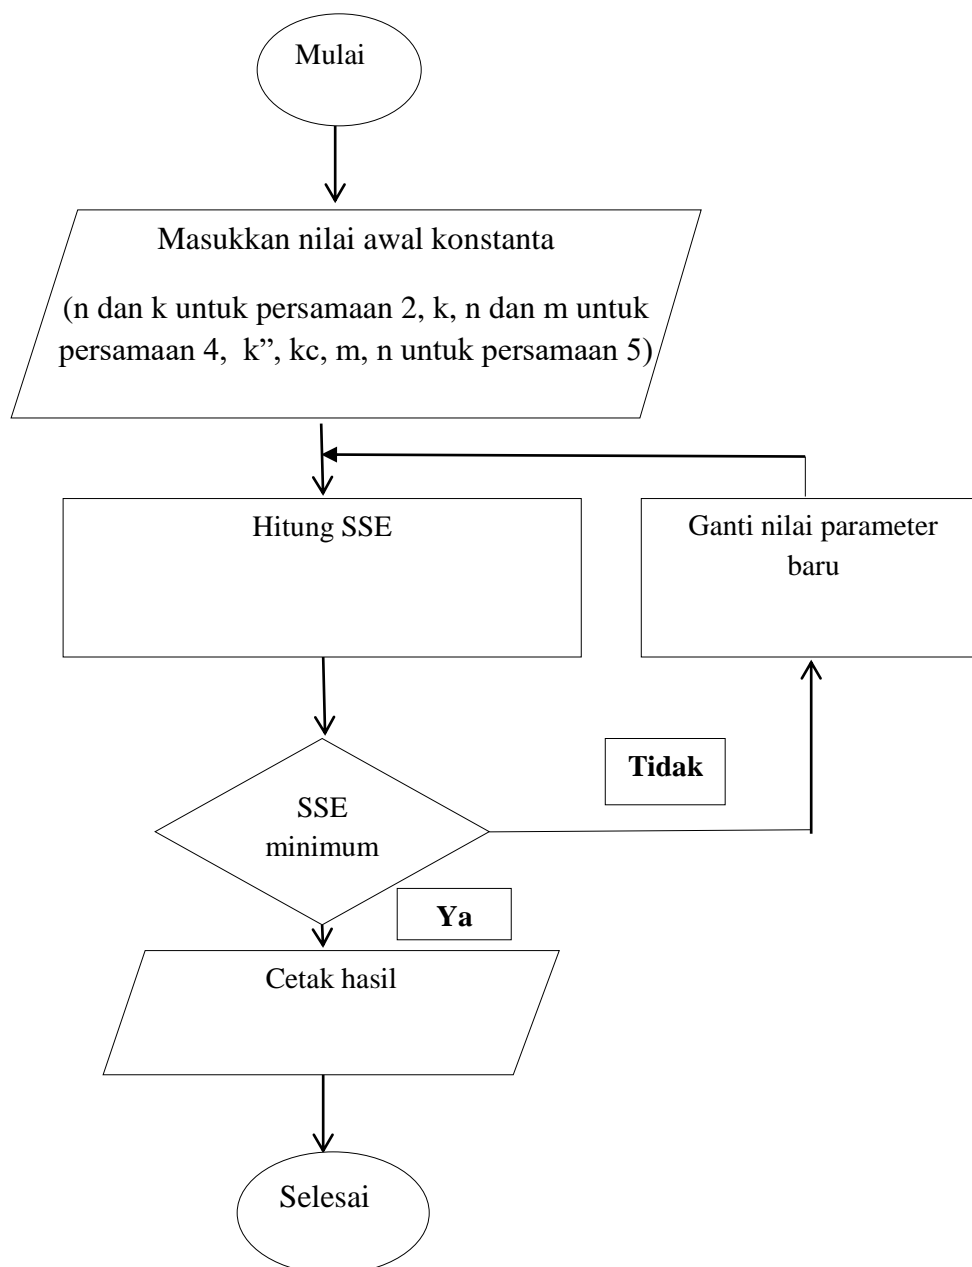 Mulai
Masukkan nilai awal konstanta
(n dan k untuk persamaan 2, k, n dan m untuk
persamaan 4, k”, kc, m, n untuk persamaan 5)
Hitung SSE
Ganti nilai parameter
baru
SSE
minimum
Tidak
Ya
Cetak hasil
Selesai